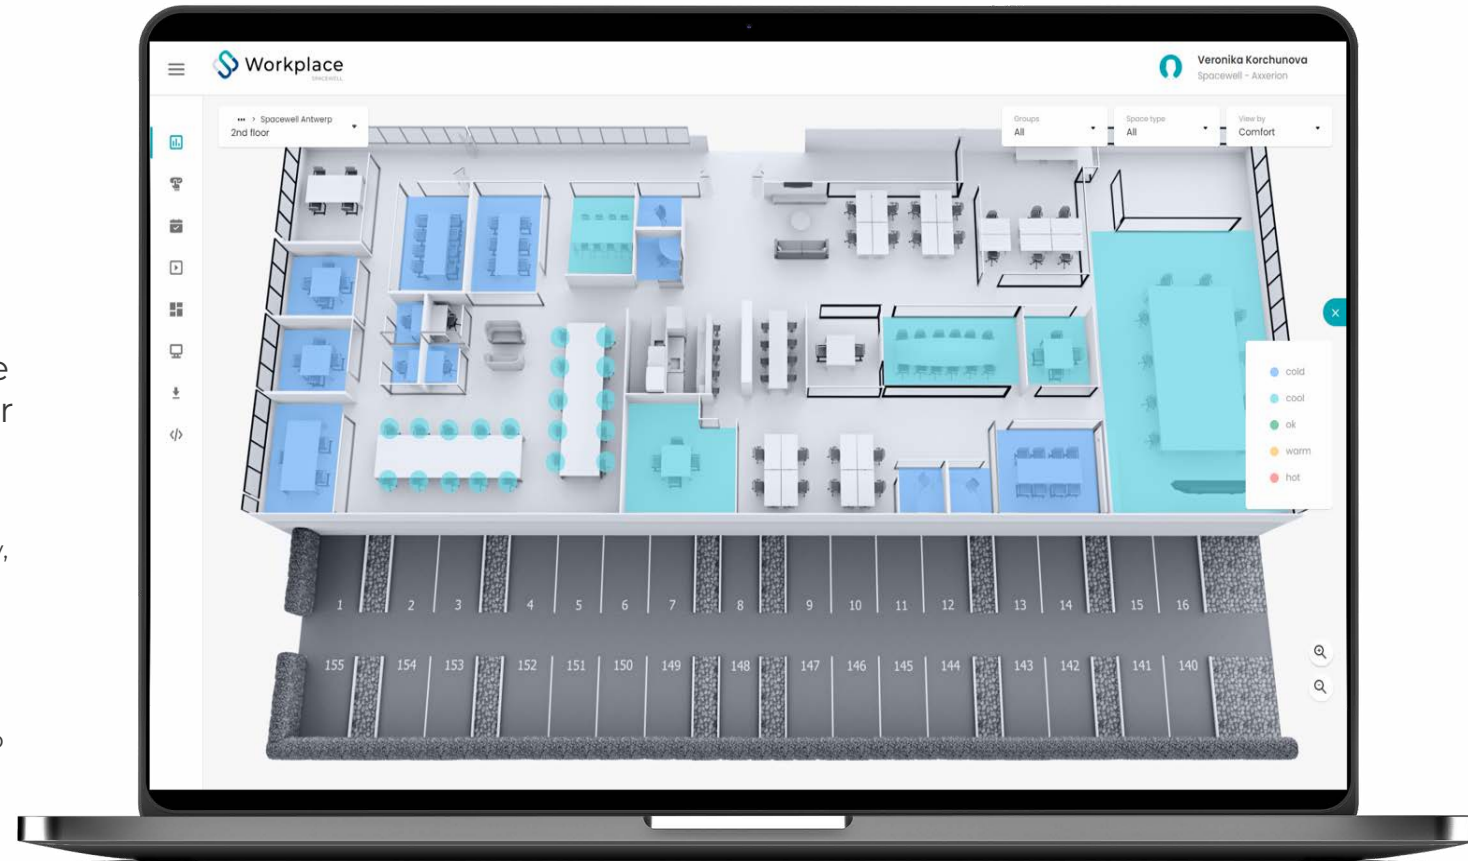 Workplace
SPACEWELL
Veronika Korchunova
Spacewell - Axxerion
••• > Spacewell Antwerp
2nd floor
Groups
All
Space type
All
View by
Comfort
x
cold
cool
ok
warm
hot
1 2 3 4 5 6 7 8 9 10 11 12 13 14 15 16
155 154 153 152 151 150 149 148 147 146 145 144 143 142 141 140